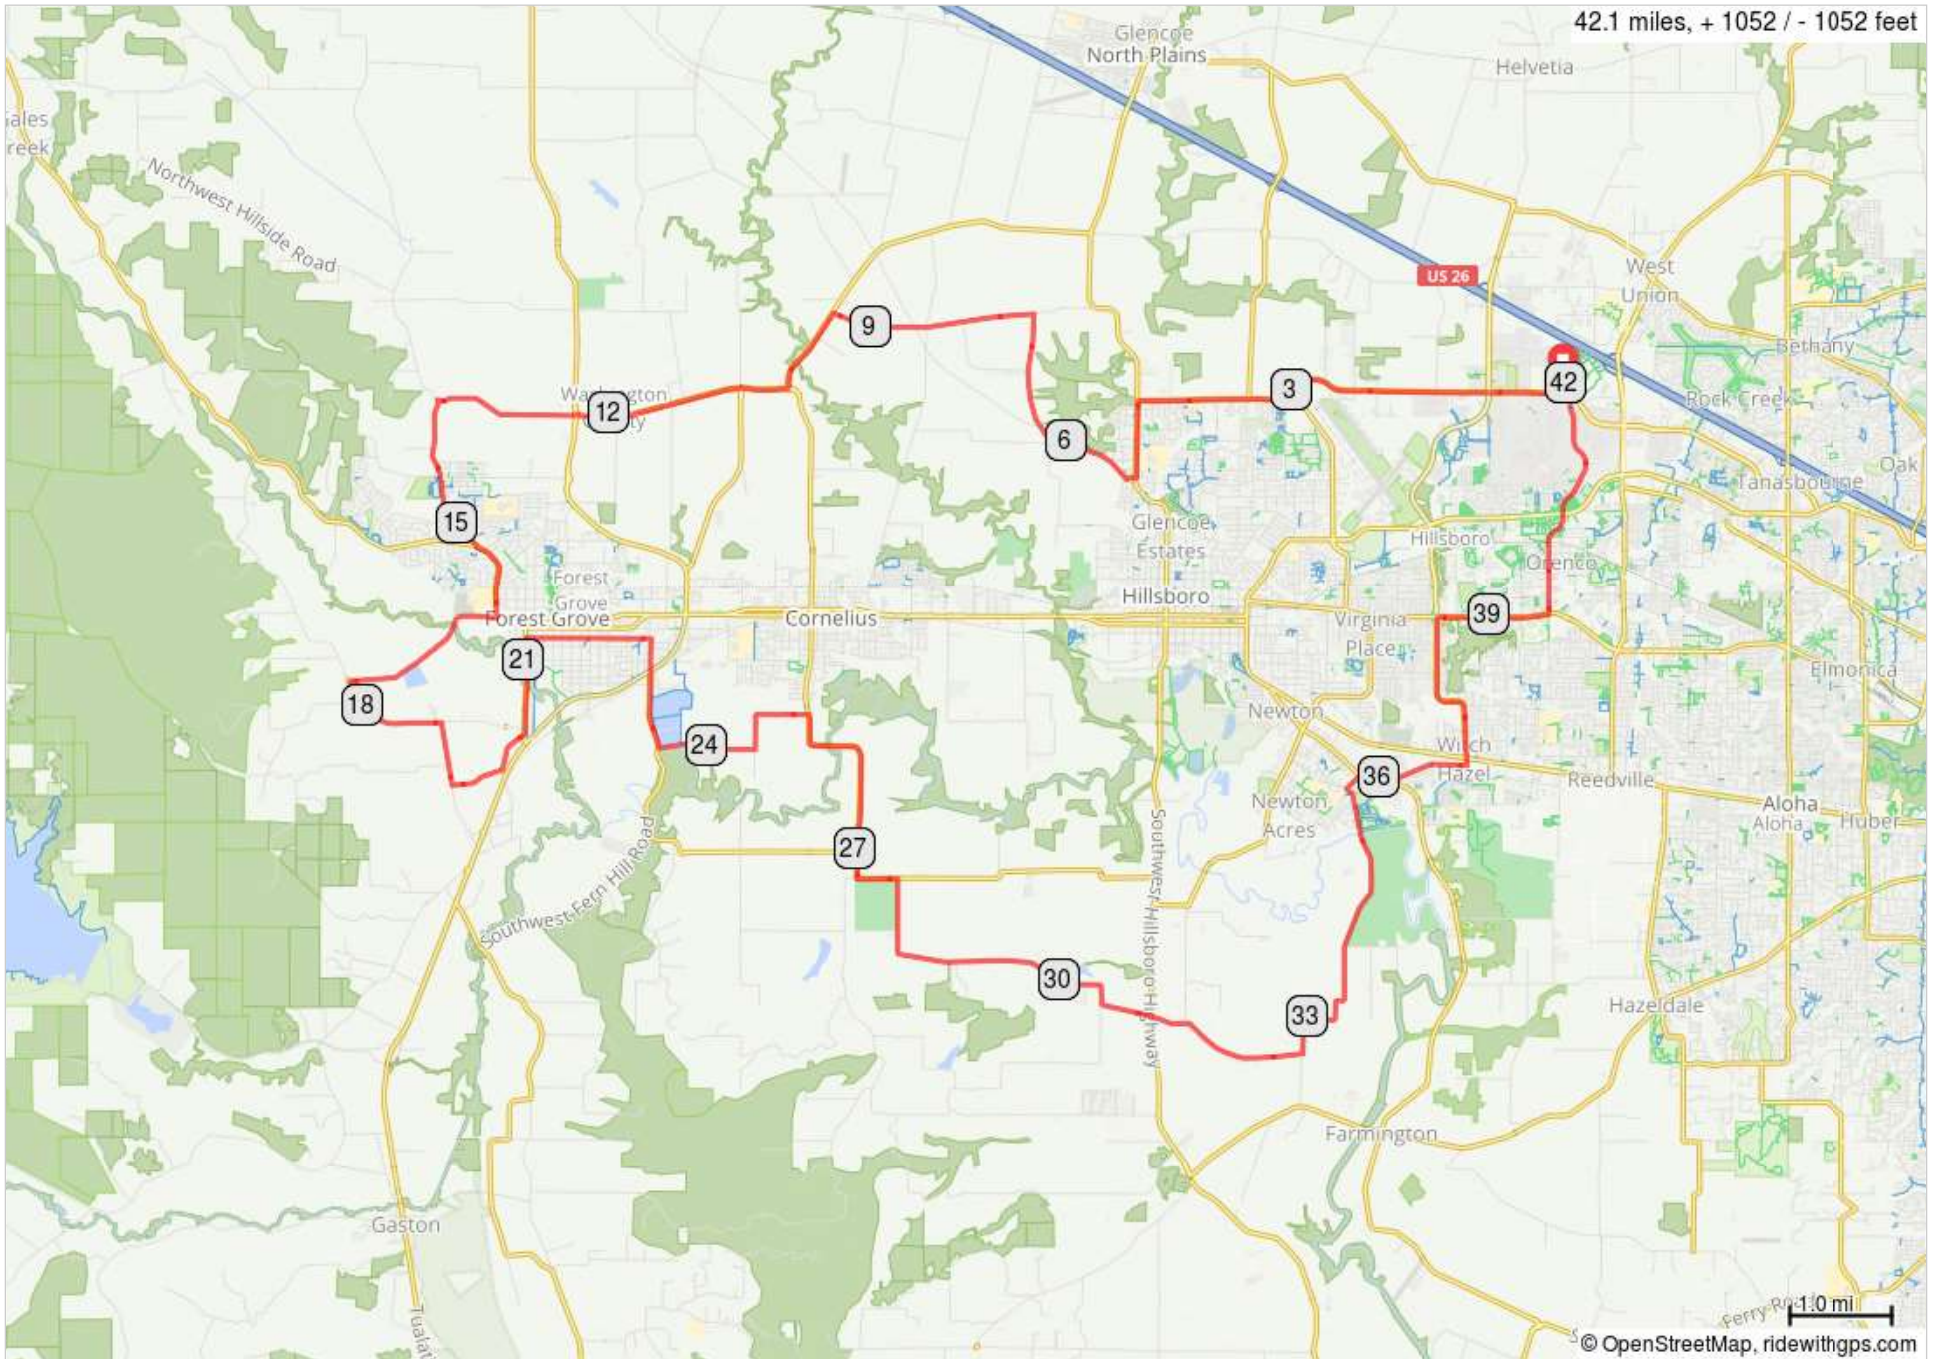 42.1 miles, + 1052 / - 1052 feet
Glencoe
North Plains
Helvetia
Northwest Hillside Road
US 26
West
Union
Bethany
Rock Creek
9
3
42
12
6
Oak
Tanasbourne
15
Glencoe
Estates
Hillsboro
Orenco
Forest
Grove
Hillsboro
Forest Grove
Cornelius
39
Virginia
Place
21
Elmonica
18
Newton
24
Witch
Hazel
36
Reedville
Newton
Acres
Aloha
Aloha
Huber
27
Southwest Fern Hill Road
Southwest Hillsboro Highway
30
33
Hazeldale
Farmington
Gaston
Tualat
Ferry Road
1.0 mi
© OpenStreetMap, ridewithgps.com